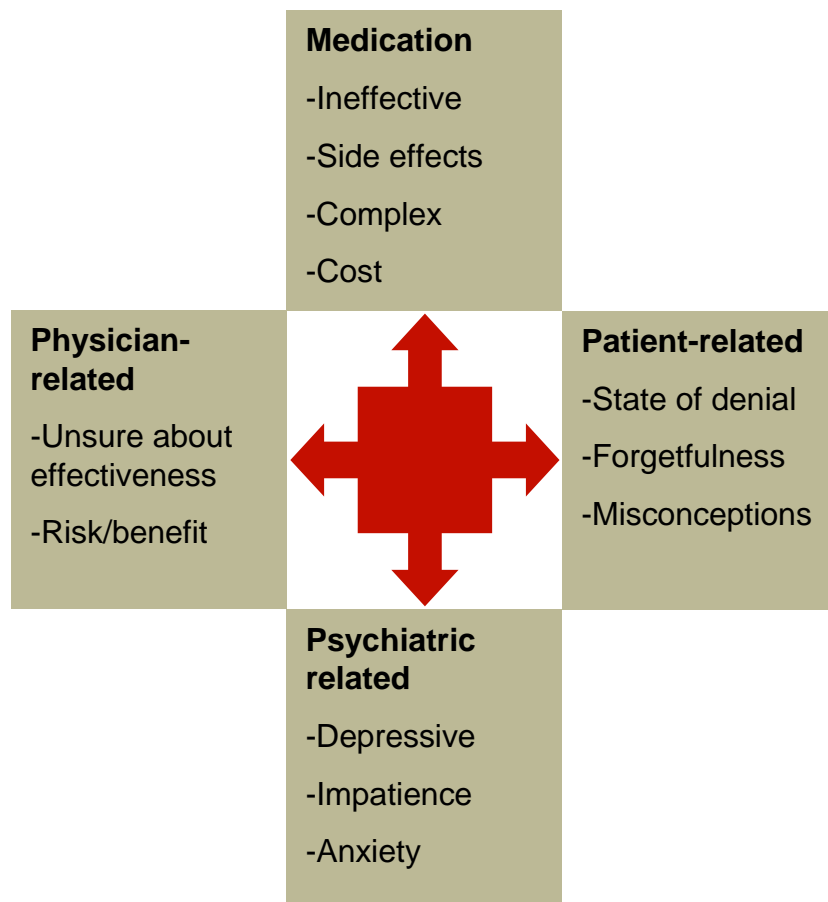 Medication
-Ineffective
-Side effects
-Complex
-Cost
Physician-
related
-Unsure about
effectiveness
-Risk/benefit
Patient-related
-State of denial
-Forgetfulness
-Misconceptions
Psychiatric
related
-Depressive
-Impatience
-Anxiety